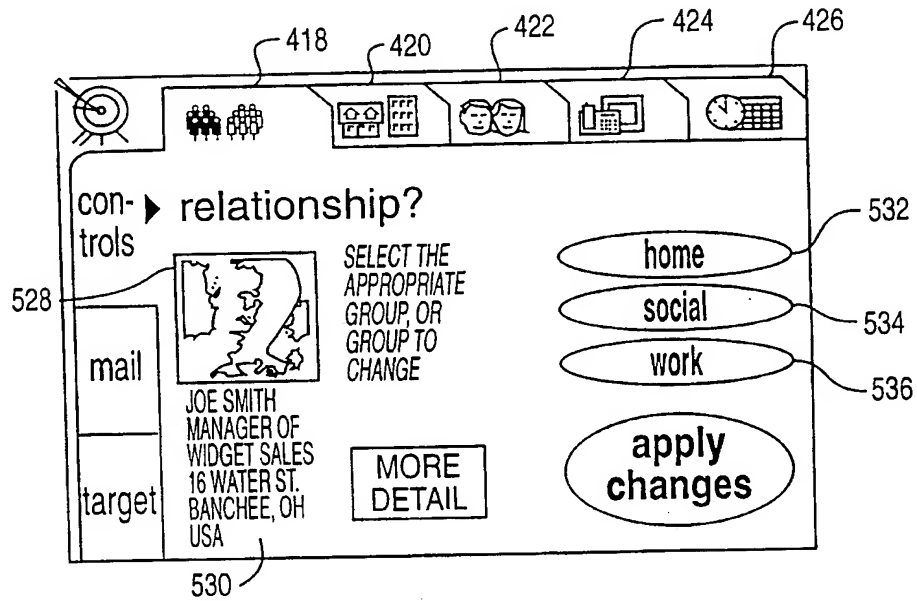 418
420
422
424
426
con-
trols
relationship?
528
SELECT THE
APPROPRIATE
GROUP, OR
GROUP TO
CHANGE
home
532
social
534
work
536
mail
JOE SMITH
MANAGER OF
WIDGET SALES
16 WATER ST.
BANCHEE, OH
USA
530
target
MORE
DETAIL
apply
changes